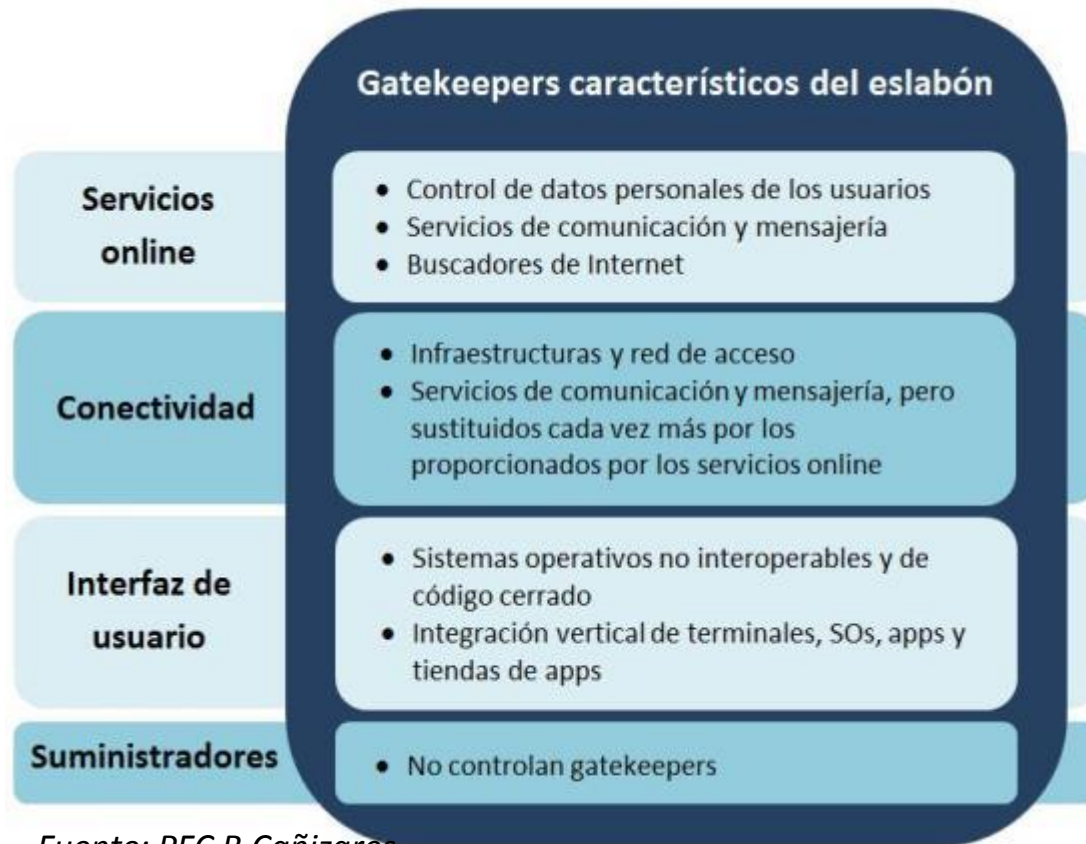 Gatekeepers característicos del eslabón
Servicios
online
• Control de datos personales de los usuarios
• Servicios de comunicación y mensajería
• Buscadores de Internet
Conectividad
• Infraestructuras y red de acceso
• Servicios de comunicación y mensajería, pero
sustituidos cada vez más por los
proporcionados por los servicios online
Interfaz de
usuario
• Sistemas operativos no interoperables y de
código cerrado
• Integración vertical de terminales, SOs, apps y
tiendas de apps
Suministradores
• No controlan gatekeepers
Fuente: PFC R.Cañizares